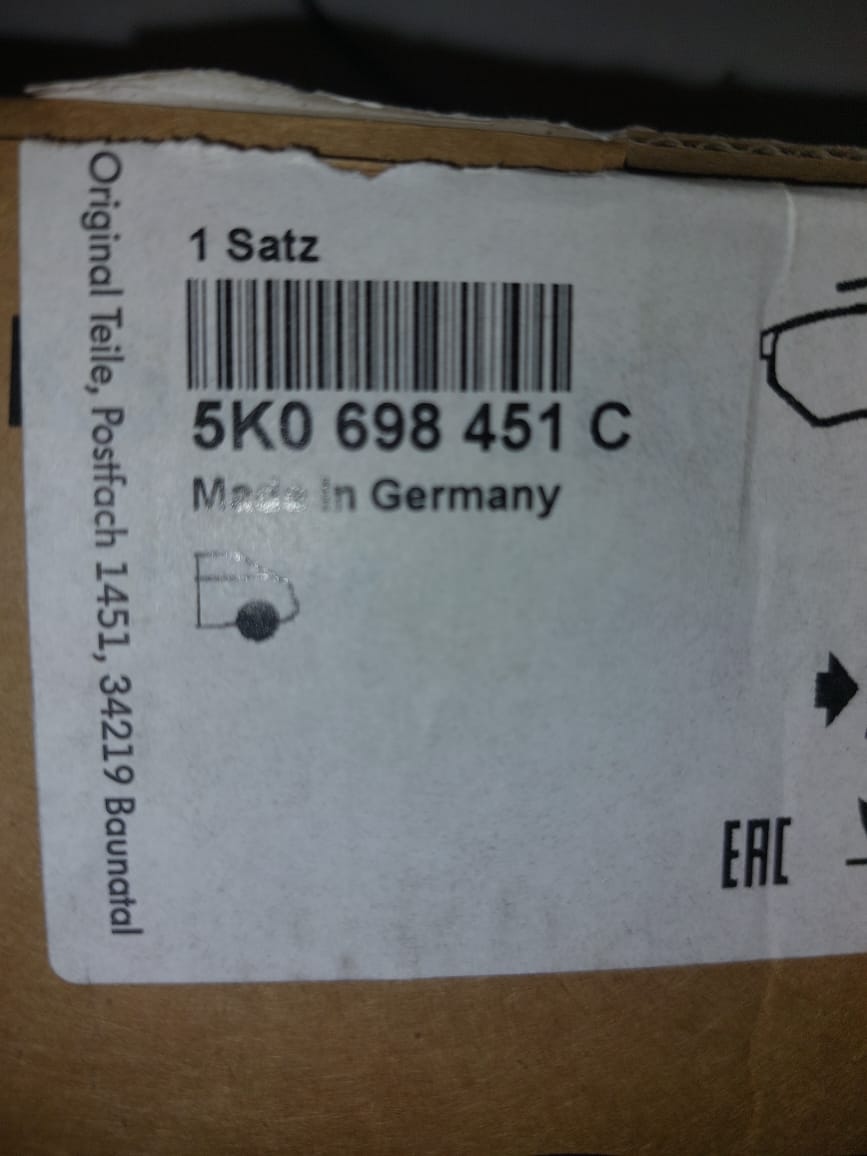 Original Teile, Postfach 1451, 34219 Baunatal
1 Satz
5K0 698 451 C
Made in Germany
EAC